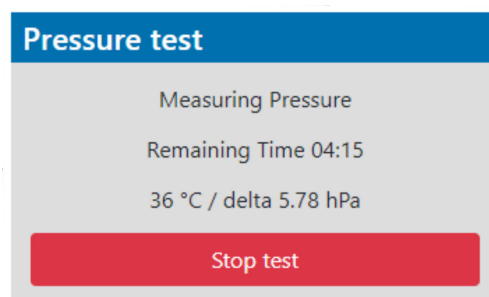 Pressure test
Measuring Pressure
Remaining Time 04:15
36 °C / delta 5.78 hPa
Stop test